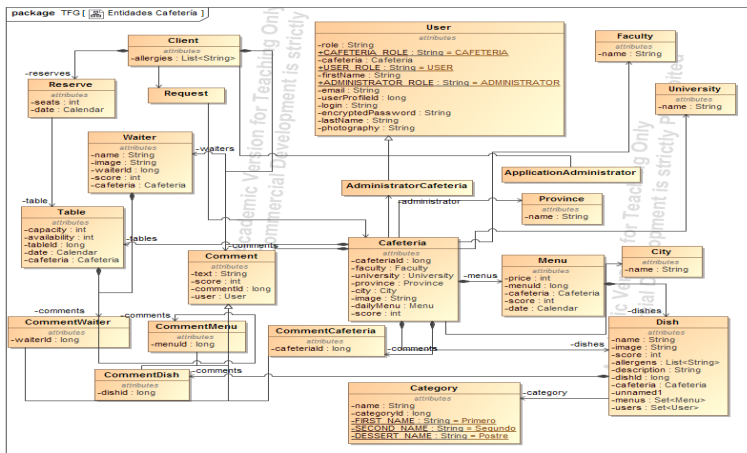 package TFG [ Entidades Cafetería ]
Client
attributes
-allergies : List<String>
User
attributes
-role : String
+CAFETERIA_ROLE : String = CAFETERIA
-cafeteria : Cafeteria
+USER_ROLE : String = USER
-firstName : String
+ADMINISTRATOR_ROLE : String = ADMINISTRATOR
-email : String
-userProfileId : long
-login : String
-encryptedPassword : String
-lastName : String
-photography : String
Faculty
attributes
-name : String
University
attributes
-name : String
-reserves
Reserve
attributes
-seats : int
-date : Calendar
Request
Waiter
attributes
-name : String
-image : String
-waiterId : long
-score : int
-cafeteria : Cafeteria
-waiters
AdministratorCafeteria
-administrator
ApplicationAdministrator
Province
attributes
-name : String
-table
Table
attributes
-capacity : int
-availability : int
-tableId : long
-date : Calendar
-cafeteria : Cafeteria
-tables
-comments
Comment
attributes
-text : String
-score : int
-commentId : long
-user : User
Cafeteria
attributes
-cafeteriaId : long
-faculty : Faculty
-university : University
-province : Province
-city : City
-image : String
-dailyMenu : Menu
-score : int
-menus
Menu
attributes
-price : int
-menuId : long
-cafeteria : Cafeteria
-score : int
-date : Calendar
City
attributes
-name : String
-dishes
-comments
CommentWaiter
attributes
-waiterId : long
-comments
CommentMenu
attributes
-menuId : long
CommentCafeteria
attributes
-cafeteriaId : long
-comments
-dishes
Dish
attributes
-name : String
-image : String
-score : int
-allergens : List<String>
-description : String
-dishId : long
-cafeteria : Cafeteria
-unnamed1
-menus : Set<Menu>
-users : Set<User>
CommentDish
attributes
-dishid : long
-comments
Category
attributes
-name : String
-categoryId : long
-FIRST_NAME : String = Primero
-SECOND_NAME : String = Segundo
-DESSERT_NAME : String = Postre
-category
cademic Version for Teaching Only
ommercial Development is strictly